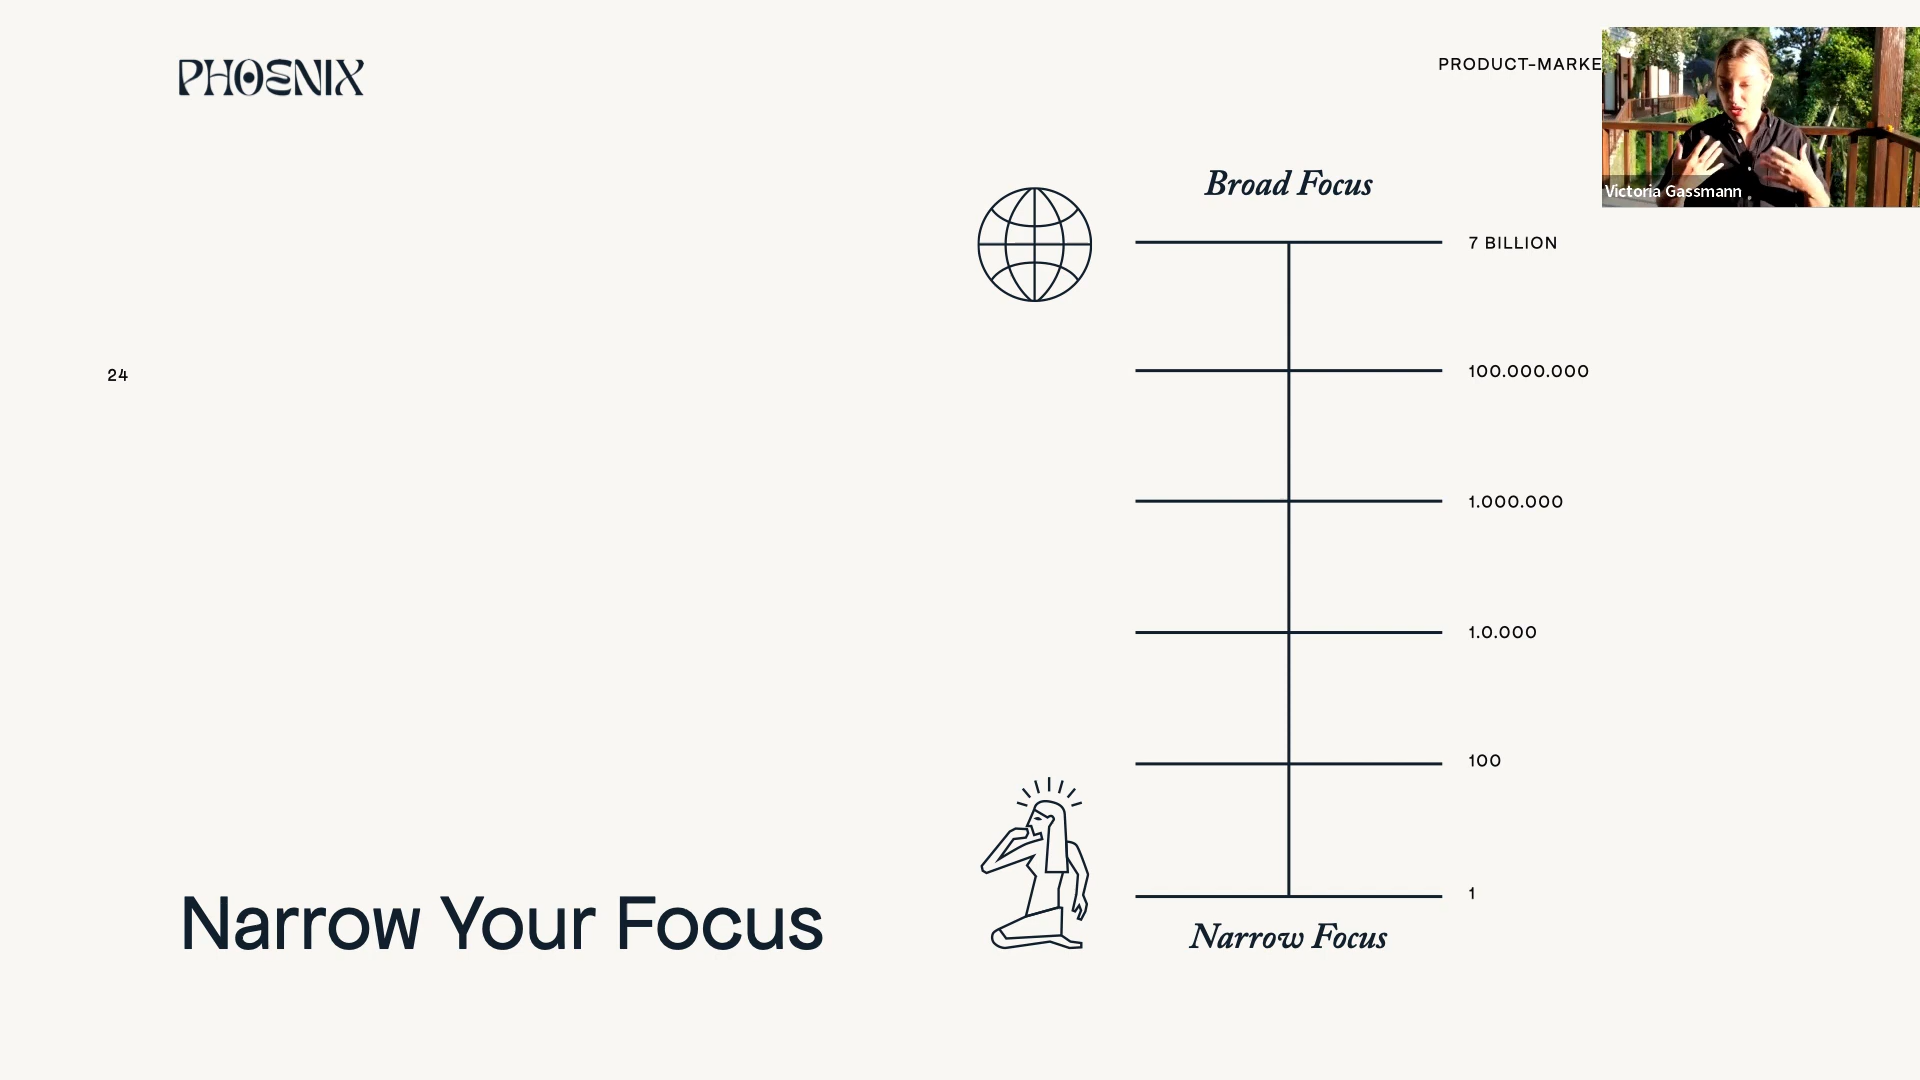 PHOENIX
PRODUCT-MARKE
Victoria Gassmann
Broad Focus
7 BILLION
100.000.000
24
1.000.000
1.0.000
100
1
Narrow Your Focus
Narrow Focus